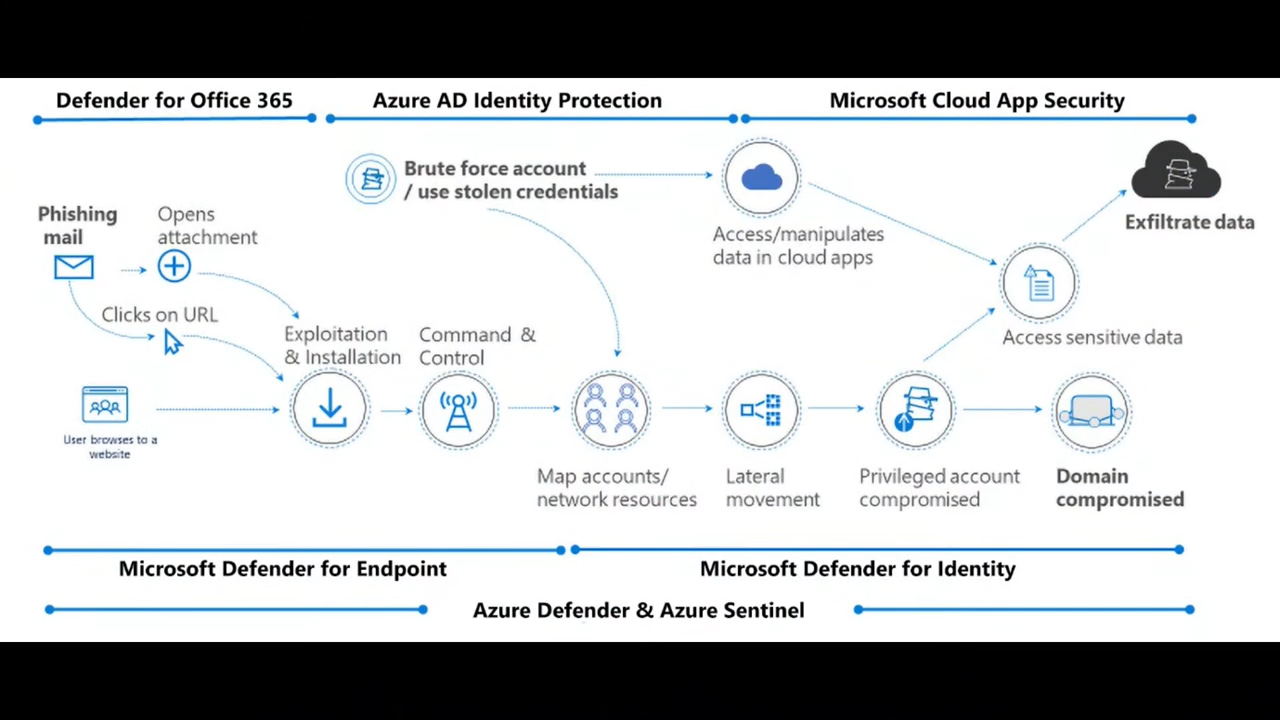 Defender for Office 365
Azure AD Identity Protection
Microsoft Cloud App Security
Brute force account
/ use stolen credentials
Phishing
mail
Opens
attachment
Clicks on URL
Access/manipulates
data in cloud apps
Exfiltrate data
Exploitation
& Installation
Command &
Control
Access sensitive data
User browses to a
website
Map accounts/
network resources
Lateral
movement
Privileged account
compromised
Domain
compromised
Microsoft Defender for Endpoint
Microsoft Defender for Identity
Azure Defender & Azure Sentinel